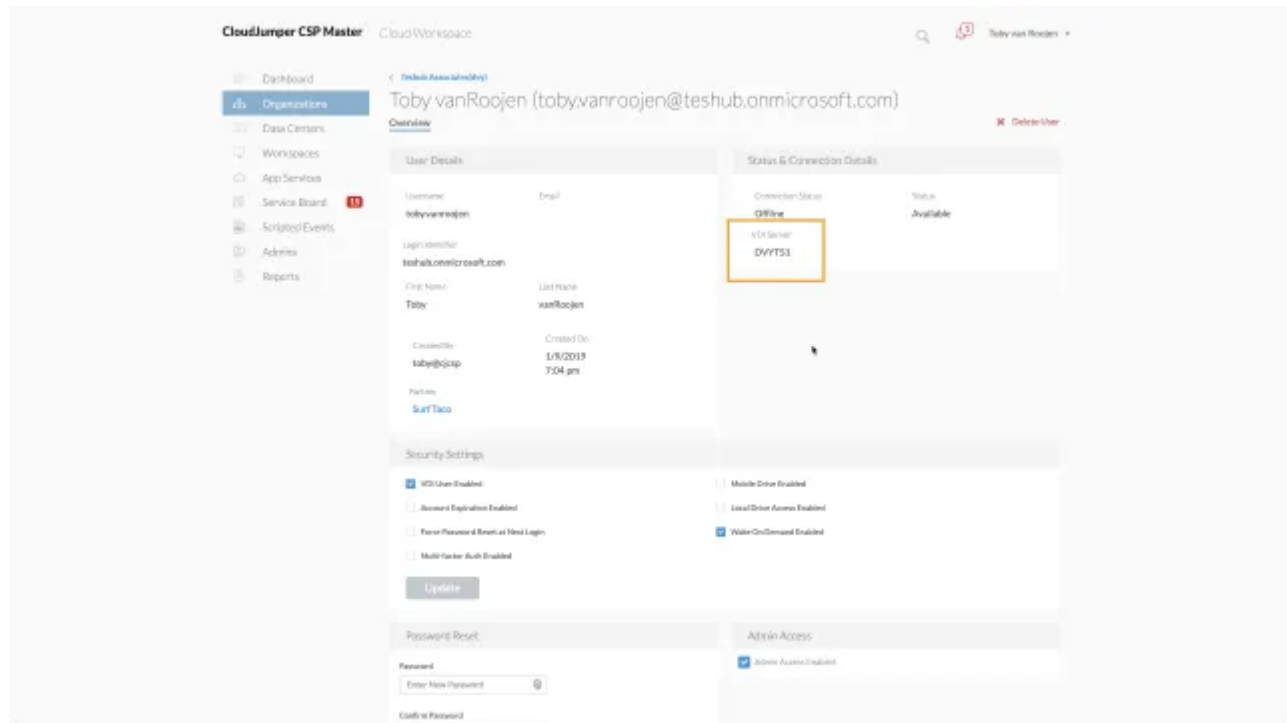 CloudJumper CSP Master Cloud Workspace
5 Toby van Roojen
Dashboard
Organizations
Data Centers
Workspaces
App Services
Service Board 15
Scripted Events
Admins
Reports
Teshub Associates(dvy)
Toby vanRoojen (toby.vanroojen@teshub.onmicrosoft.com)
Overview
Delete User
User Details
Username
Email
tobyvanroojen
Login Identifier
teshub.onmicrosoft.com
First Name
Last Name
Toby
vanRoojen
Created By
Created On
toby@cjcsp
1/9/2019
7:04 pm
Partner
Surf Taco
Status & Connection Details
Connection Status
Status
Offline
Available
VDI Server
DVYTS1
Security Settings
VDI User Enabled
Mobile Drive Enabled
Account Expiration Enabled
Local Drive Access Enabled
Force Password Reset at Next Login
Wake On Demand Enabled
Multi-factor Auth Enabled
Update
Password Reset
Password
Enter New Password
Confirm Password
Admin Access
Admin Access Enabled